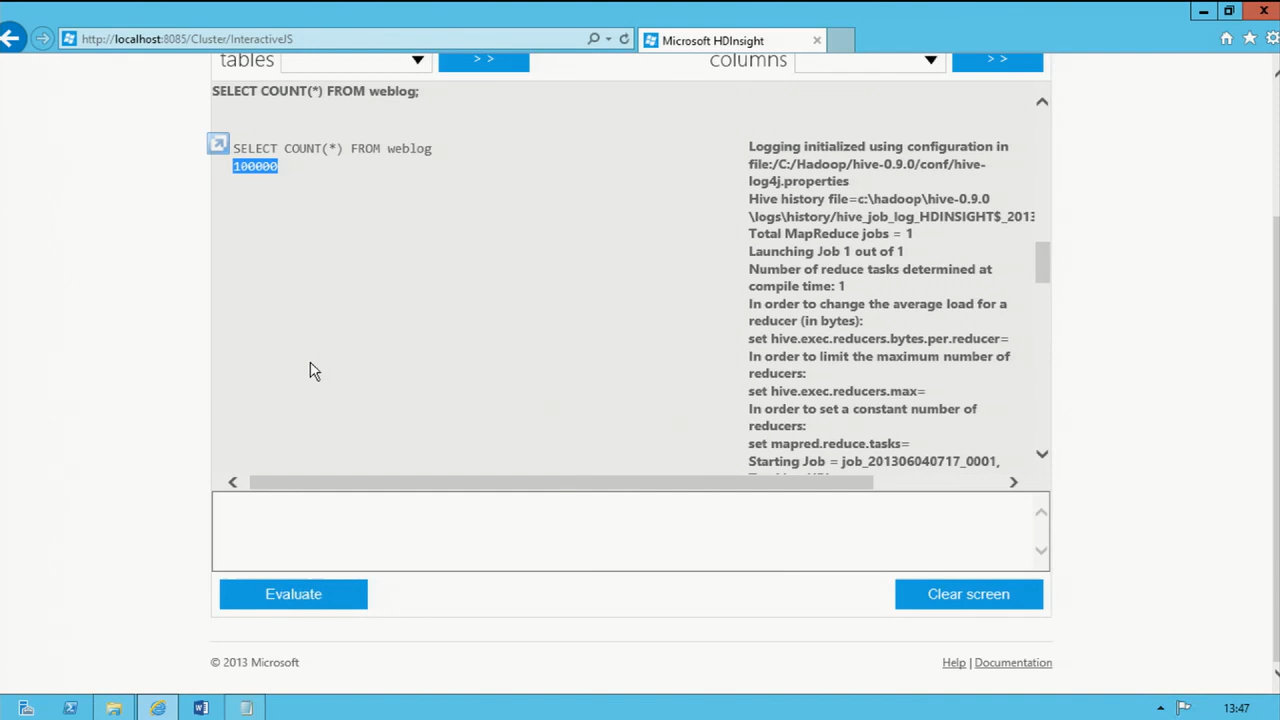 http://localhost:8085/Cluster/InteractiveJS
Microsoft HDInsight
tables
> >
columns
> >
SELECT COUNT(*) FROM weblog;
SELECT COUNT(*) FROM weblog
100000
Logging initialized using configuration in
file:/C:/Hadoop/hive-0.9.0/conf/hive-
log4j.properties
Hive history file=c:\hadoop\hive-0.9.0
\logs\history/hive_job_log_HDINSIGHT$_2013
Total MapReduce jobs = 1
Launching Job 1 out of 1
Number of reduce tasks determined at
compile time: 1
In order to change the average load for a
reducer (in bytes):
set hive.exec.reducers.bytes.per.reducer=
In order to limit the maximum number of
reducers:
set hive.exec.reducers.max=
In order to set a constant number of
reducers:
set mapred.reduce.tasks=
Starting Job = job_201306040717_0001,
Evaluate
Clear screen
© 2013 Microsoft
Help | Documentation
13:47